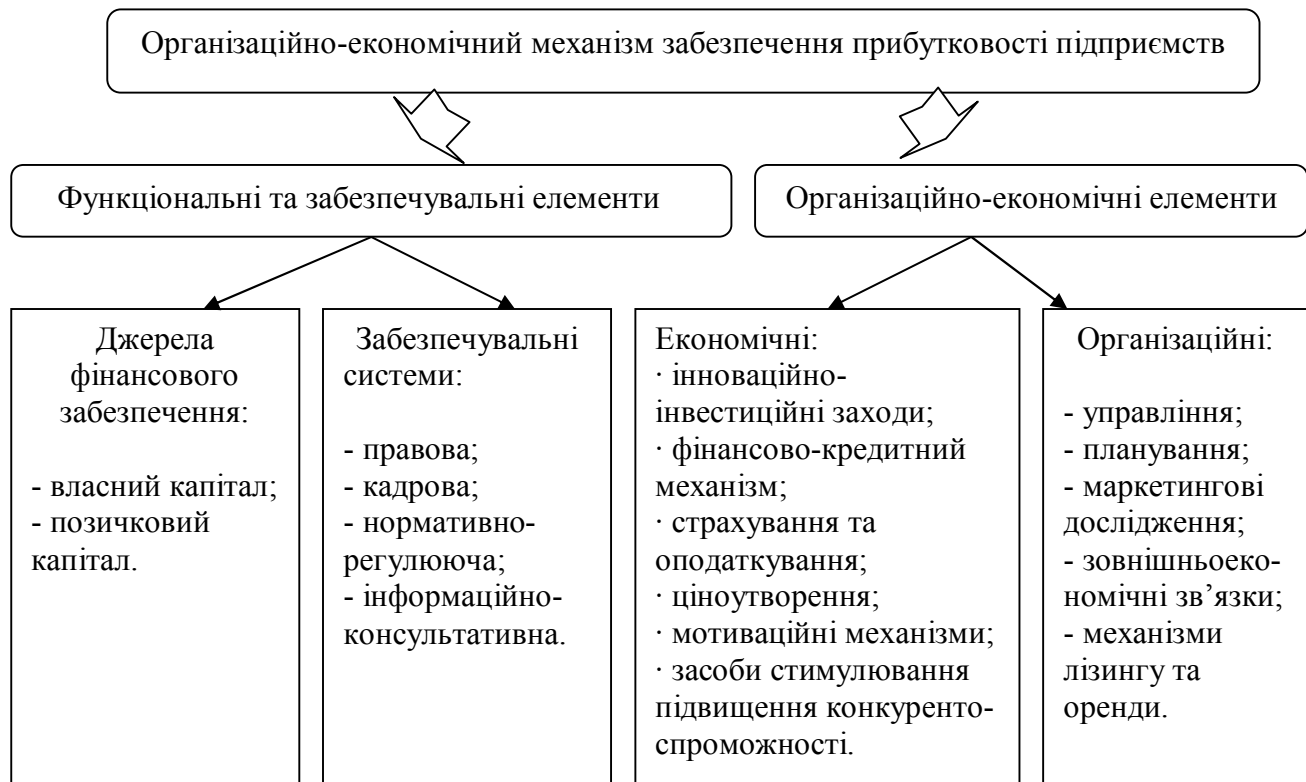 Організаційно-економічний механізм забезпечення прибутковості підприємств
Функціональні та забезпечувальні елементи
Організаційно-економічні елементи
Джерела
фінансового
забезпечення:
- власний капітал;
- позичковий
капітал.
Забезпечувальні
системи:
- правова;
- кадрова;
- нормативно-
регулююча;
- інформаційно-
консультативна.
Економічні:
· інноваційно-
інвестиційні заходи;
· фінансово-кредитний
механізм;
· страхування та
оподаткування;
· ціноутворення;
· мотиваційні механізми;
· засоби стимулювання
підвищення конкуренто-
спроможності.
Організаційні:
- управління;
- планування;
- маркетингові
дослідження;
- зовнішньоеко-
номічні зв’язки;
- механізми
лізингу та
оренди.